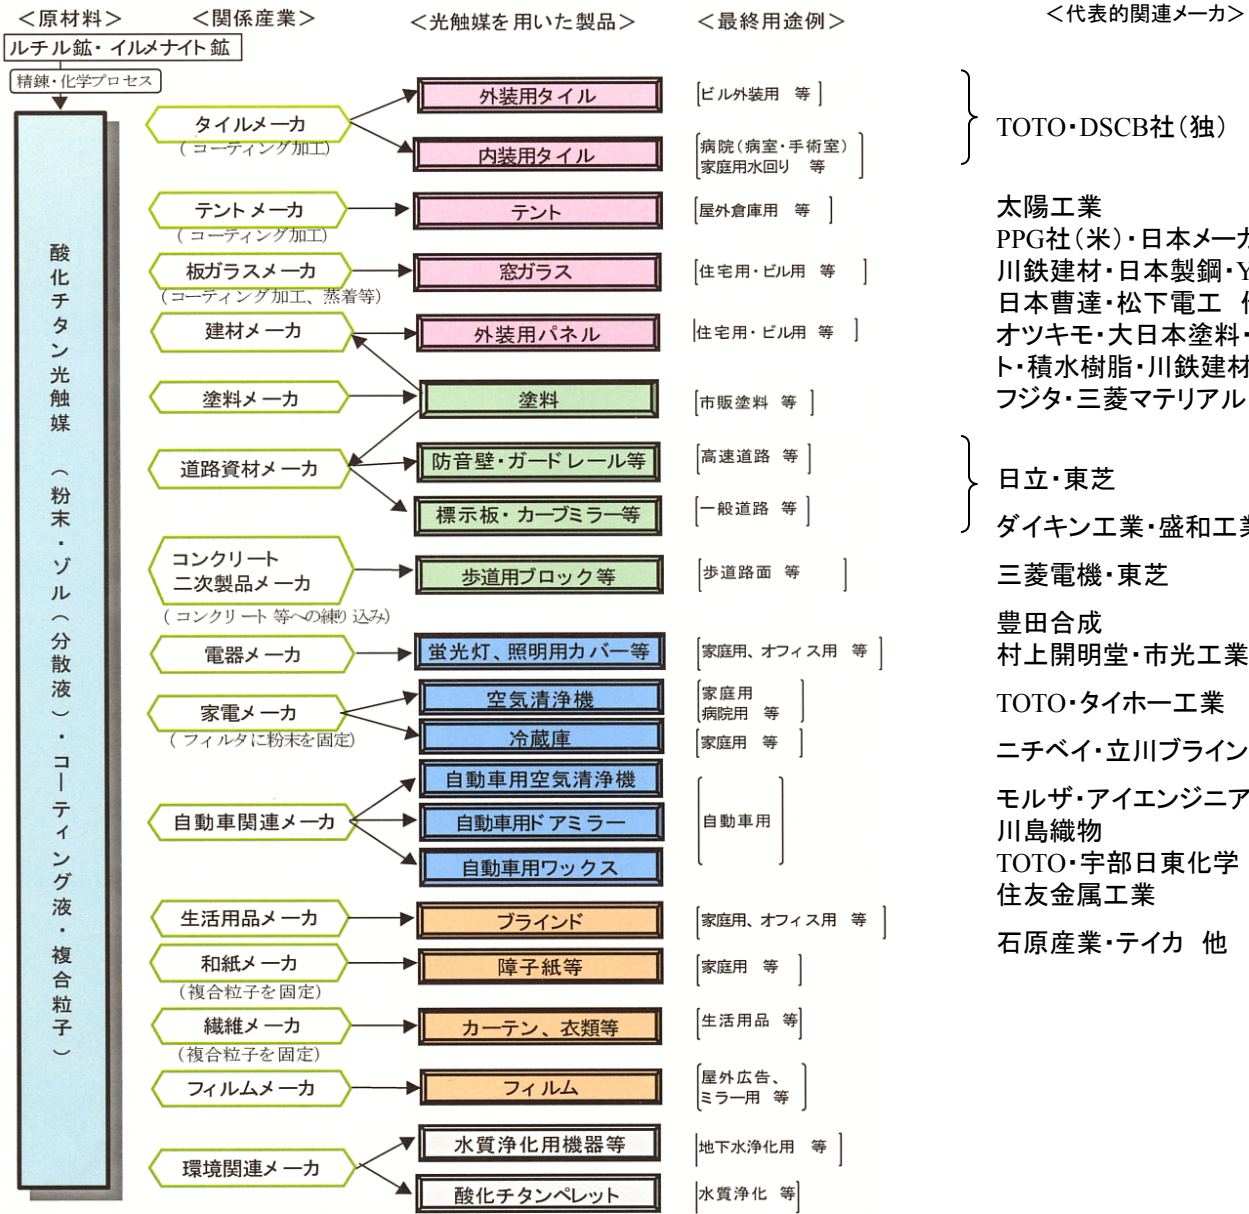 ＜原材料＞　＜関係産業＞　＜光触媒を用いた製品＞　＜最終用途例＞　＜代表的関連メーカ＞
ルチル鉱・イルメナイト鉱
精錬・化学プロセス
酸化チタン光触媒（粉末・ゾル（分散液）・コーティング液・複合粒子）
タイルメーカ
（コーティング加工）
外装用タイル
[ビル外装用　等]
内装用タイル
[病院（病室・手術室）
家庭用水回り　等]
テントメーカ
（コーティング加工）
テント
[屋外倉庫用　等]
板ガラスメーカ
（コーティング加工、蒸着等）
窓ガラス
[住宅用・ビル用　等]
建材メーカ
外装用パネル
[住宅用・ビル用　等]
塗料メーカ
塗料
[市販塗料　等]
道路資材メーカ
防音壁・ガードレール等
[高速道路　等]
標示板・カーブミラー等
[一般道路　等]
コンクリート
二次製品メーカ
（コンクリート等への練り込み）
歩道用ブロック等
[歩道路面　等]
電器メーカ
蛍光灯、照明用カバー等
[家庭用、オフィス用　等]
家電メーカ
（フィルタに粉末を固定）
空気清浄機
[家庭用
病院用　等]
冷蔵庫
[家庭用　等]
自動車関連メーカ
自動車用空気清浄機
自動車用ドアミラー
自動車用ワックス
[自動車用]
生活用品メーカ
ブラインド
[家庭用、オフィス用　等]
和紙メーカ
（複合粒子を固定）
障子紙等
[家庭用　等]
繊維メーカ
（複合粒子を固定）
カーテン、衣類等
[生活用品　等]
フィルムメーカ
フィルム
[屋外広告、
ミラー用　等]
環境関連メーカ
水質浄化用機器等
[地下水浄化用　等]
酸化チタンペレット
[水質浄化　等]
TOTO・DSCB社（独）
太陽工業
PPG社（米）・日本メーカ
川鉄建材・日本製鋼・Y
日本曹達・松下電工
オツキモ・大日本塗料・
ト・積水樹脂・川鉄建材
フジタ・三菱マテリアル
日立・東芝
ダイキン工業・盛和工業
三菱電機・東芝
豊田合成
村上開明堂・市光工業
TOTO・タイホー工業
ニチベイ・立川ブライン
モルザ・アイエンジニア
川島織物
TOTO・宇部日東化学
住友金属工業
石原産業・テイカ　他